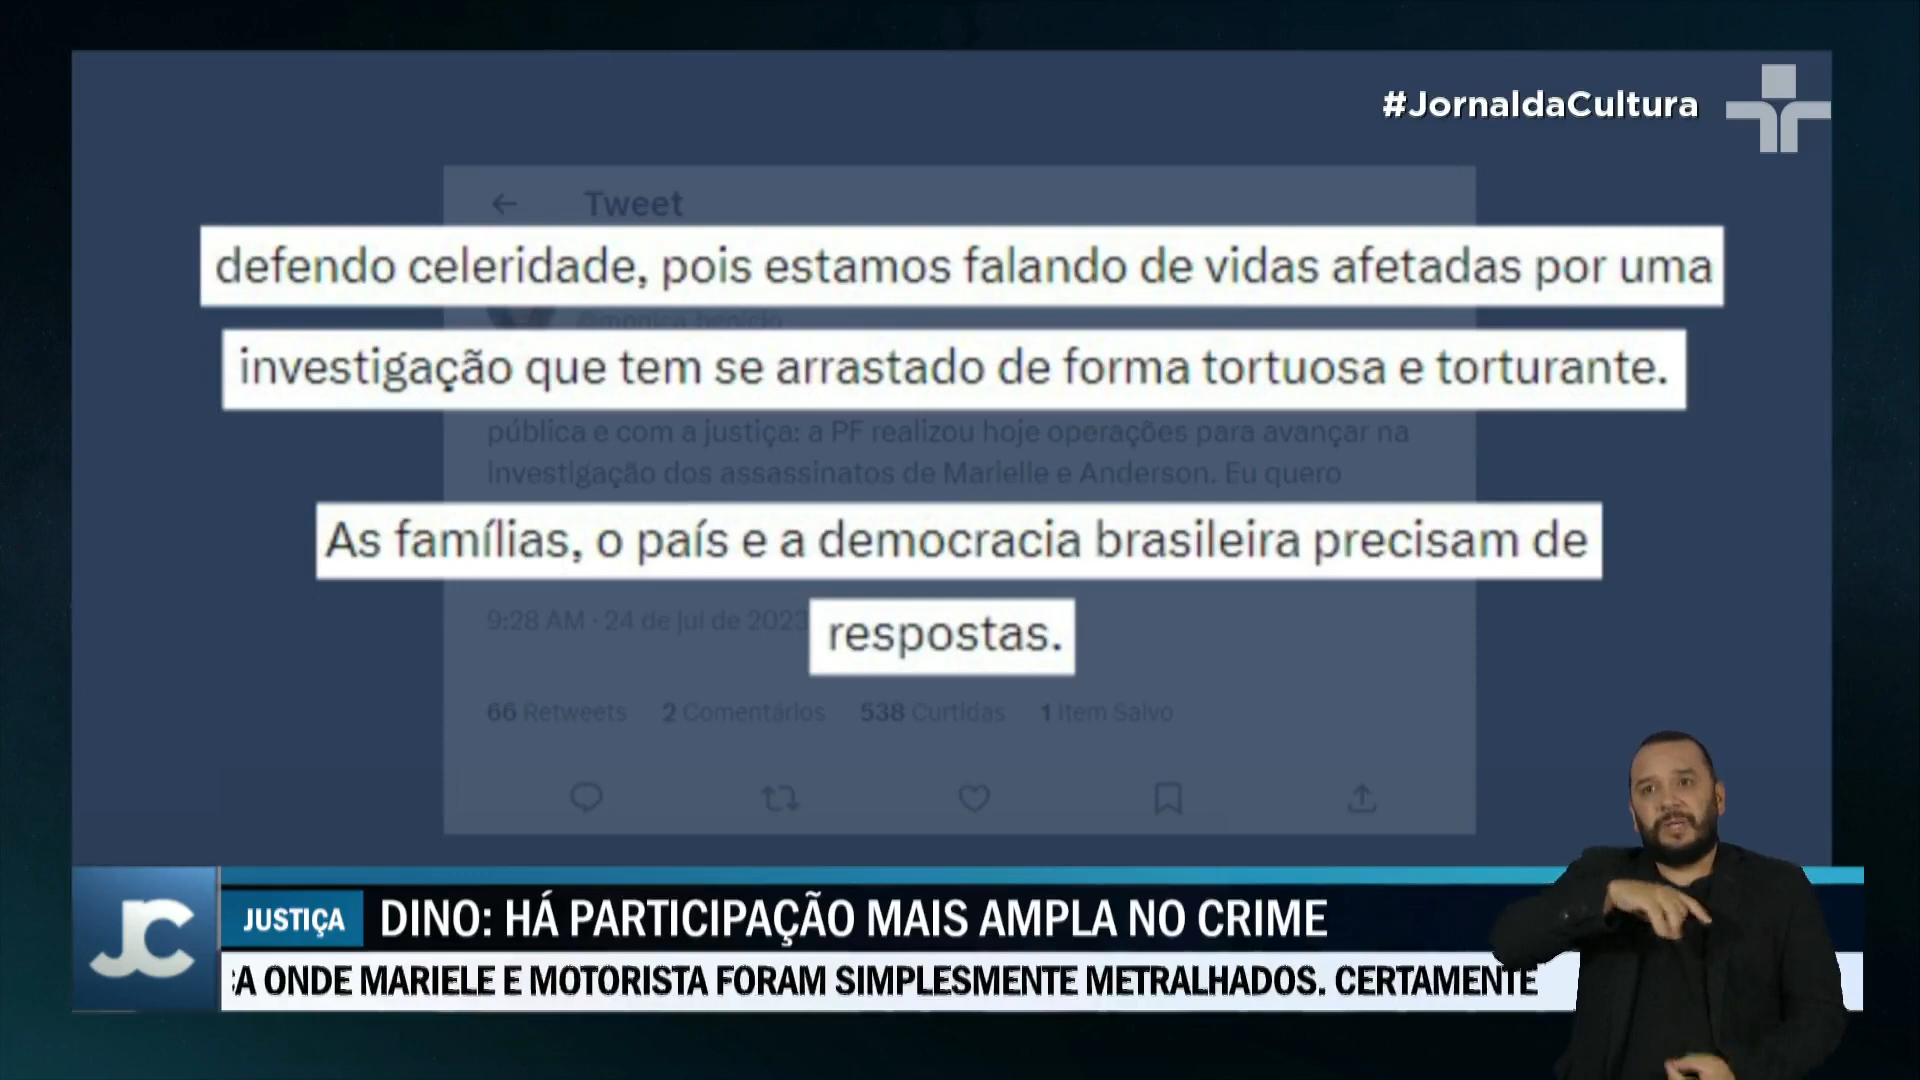 #JornaldaCultura
Tweet
defendo celeridade, pois estamos falando de vidas afetadas por uma
@monica_benicio
investigação que tem se arrastado de forma tortuosa e torturante.
pública e com a justiça: a PF realizou hoje operações para avançar na
investigação dos assassinatos de Marielle e Anderson. Eu quero
As famílias, o país e a democracia brasileira precisam de
9:28 AM · 24 de jul de 2023
respostas.
66 Retweets 2 Comentários 538 Curtidas 1 Item Salvo
JC
JUSTIÇA DINO: HÁ PARTICIPAÇÃO MAIS AMPLA NO CRIME
ÇA ONDE MARIELE E MOTORISTA FORAM SIMPLESMENTE METRALHADOS. CERTAMENTE